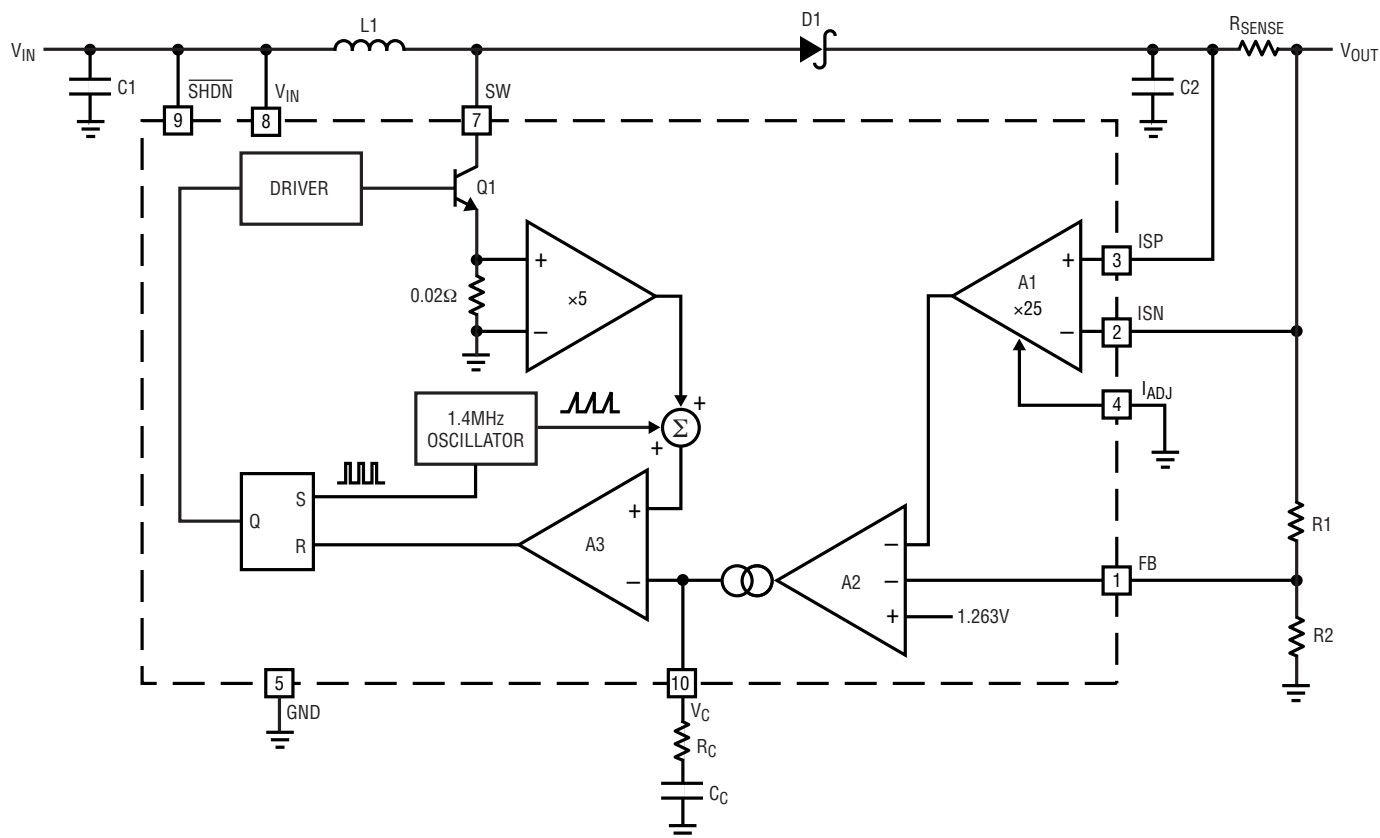 L1
D1
RSENSE
VIN
VOUT
C1
SHDN
VIN
SW
C2
9
8
7
DRIVER
Q1
ISP
+
3
A1
×25
+
×5
0.02Ω
ISN
–
2
–
IADJ
4
1.4MHz
OSCILLATOR
+
Σ
+
S
Q
R
+
A3
–
R1
–
FB
A2
–
1
+
1.263V
R2
5
GND
10
VC
RC
CC